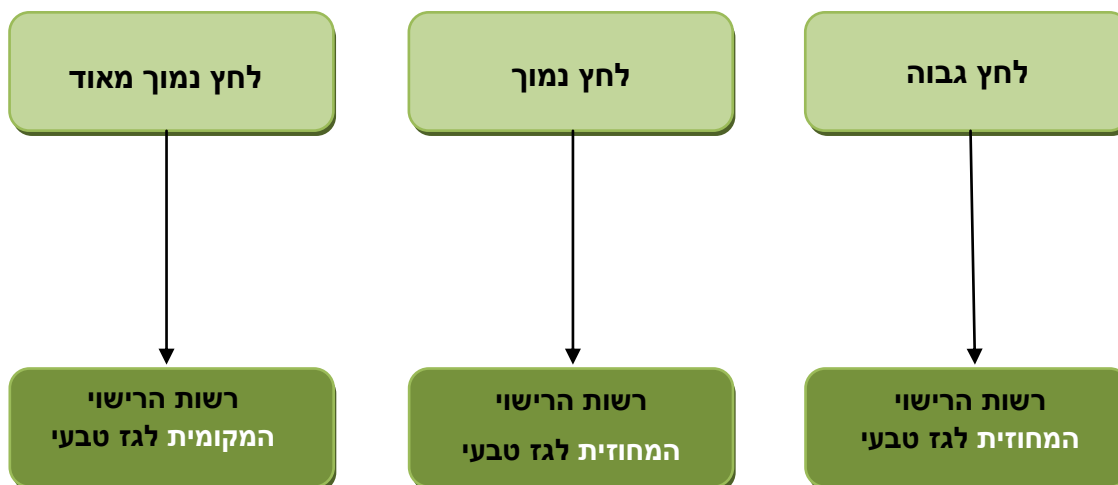 לחץ גבוה
לחץ נמוך
לחץ נמוך מאוד
רשות הרישוי
המחוזית לגז טבעי
רשות הרישוי
המחוזית לגז טבעי
רשות הרישוי
המקומית לגז טבעי